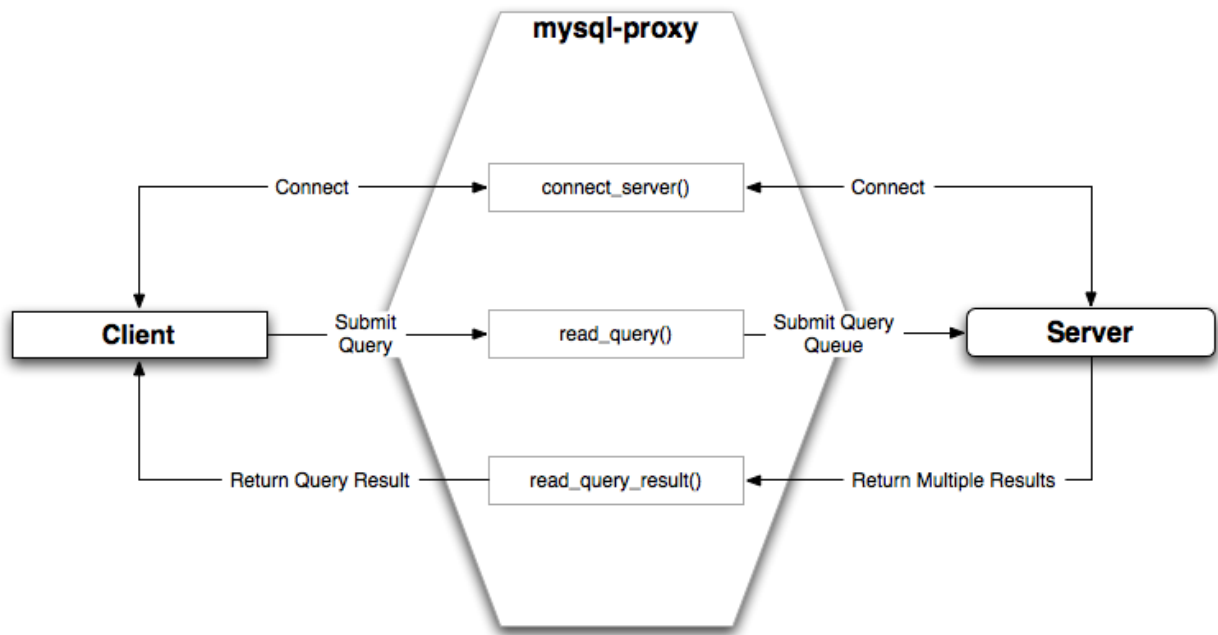 mysql-proxy
Connect
connect_server()
Connect
Client
Submit
Query
read_query()
Submit Query
Queue
Server
Return Query Result
read_query_result()
Return Multiple Results